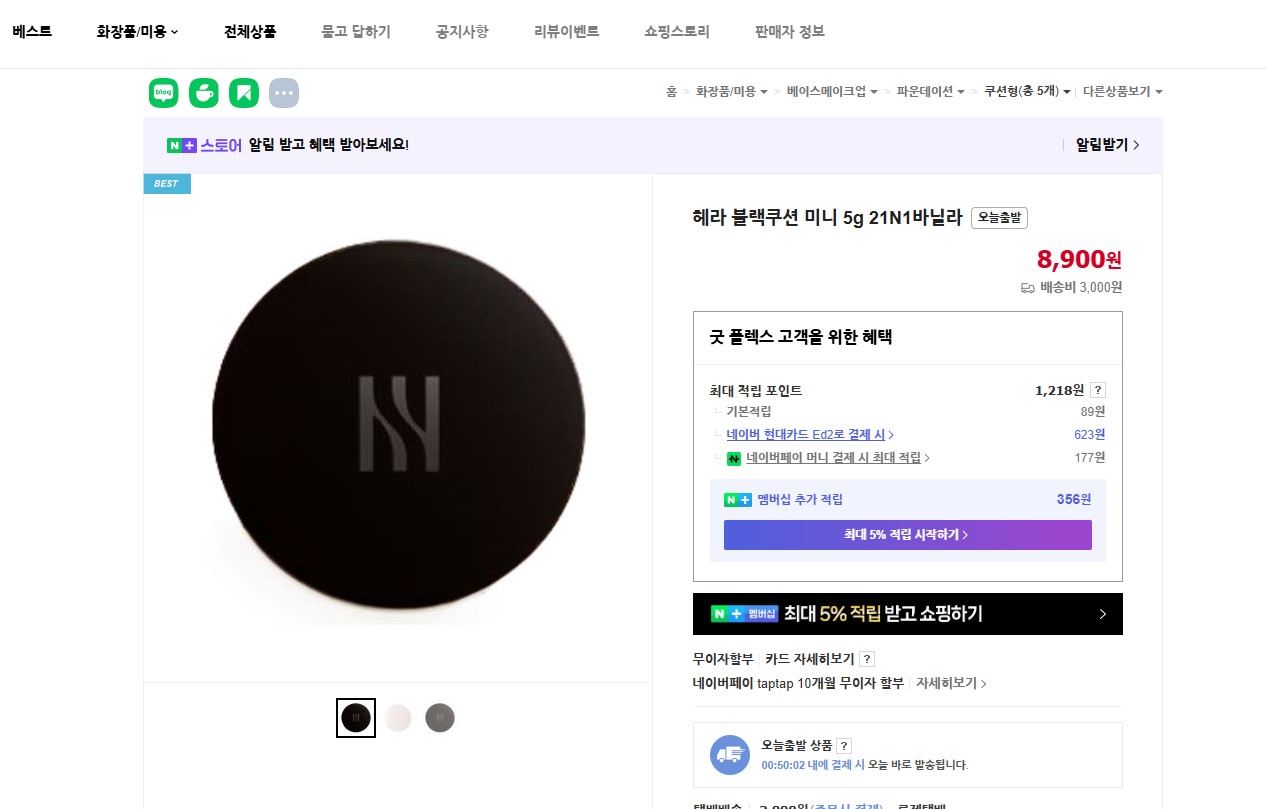 베스트 화장품/미용 전체상품 묻고 답하기 공지사항 리뷰이벤트 쇼핑스토리 판매자 정보
blog
홈 > 화장품/미용 > 베이스메이크업 > 파운데이션 > 쿠션형(총 5개) 다른상품보기
N+ 스토어 알림 받고 혜택 받아보세요! 알림받기 >
BEST
헤라 블랙쿠션 미니 5g 21N1바닐라 오늘출발
8,900원
배송비 3,000원
굿 플렉스 고객을 위한 혜택
최대 적립 포인트 1,218원 ?
기본적립 89원
네이버 현대카드 Ed2로 결제 시 > 623원
N 네이버페이 머니 결제 시 최대 적립 > 177원
N+ 멤버십 추가 적립 356원
최대 5% 적립 시작하기 >
N+ 멤버십 최대 5% 적립 받고 쇼핑하기 >
무이자할부 카드 자세히보기 ?
네이버페이 taptap 10개월 무이자 할부 자세히보기 >
오늘출발 상품 ?
00:50:02 내에 결제 시 오늘 바로 발송됩니다.